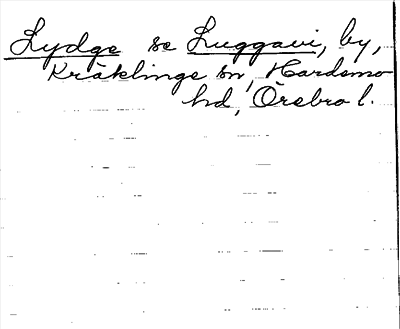 Lydge se Luggavi, by,
Kräklinge sn, Hardemo
hd, Örebro l.